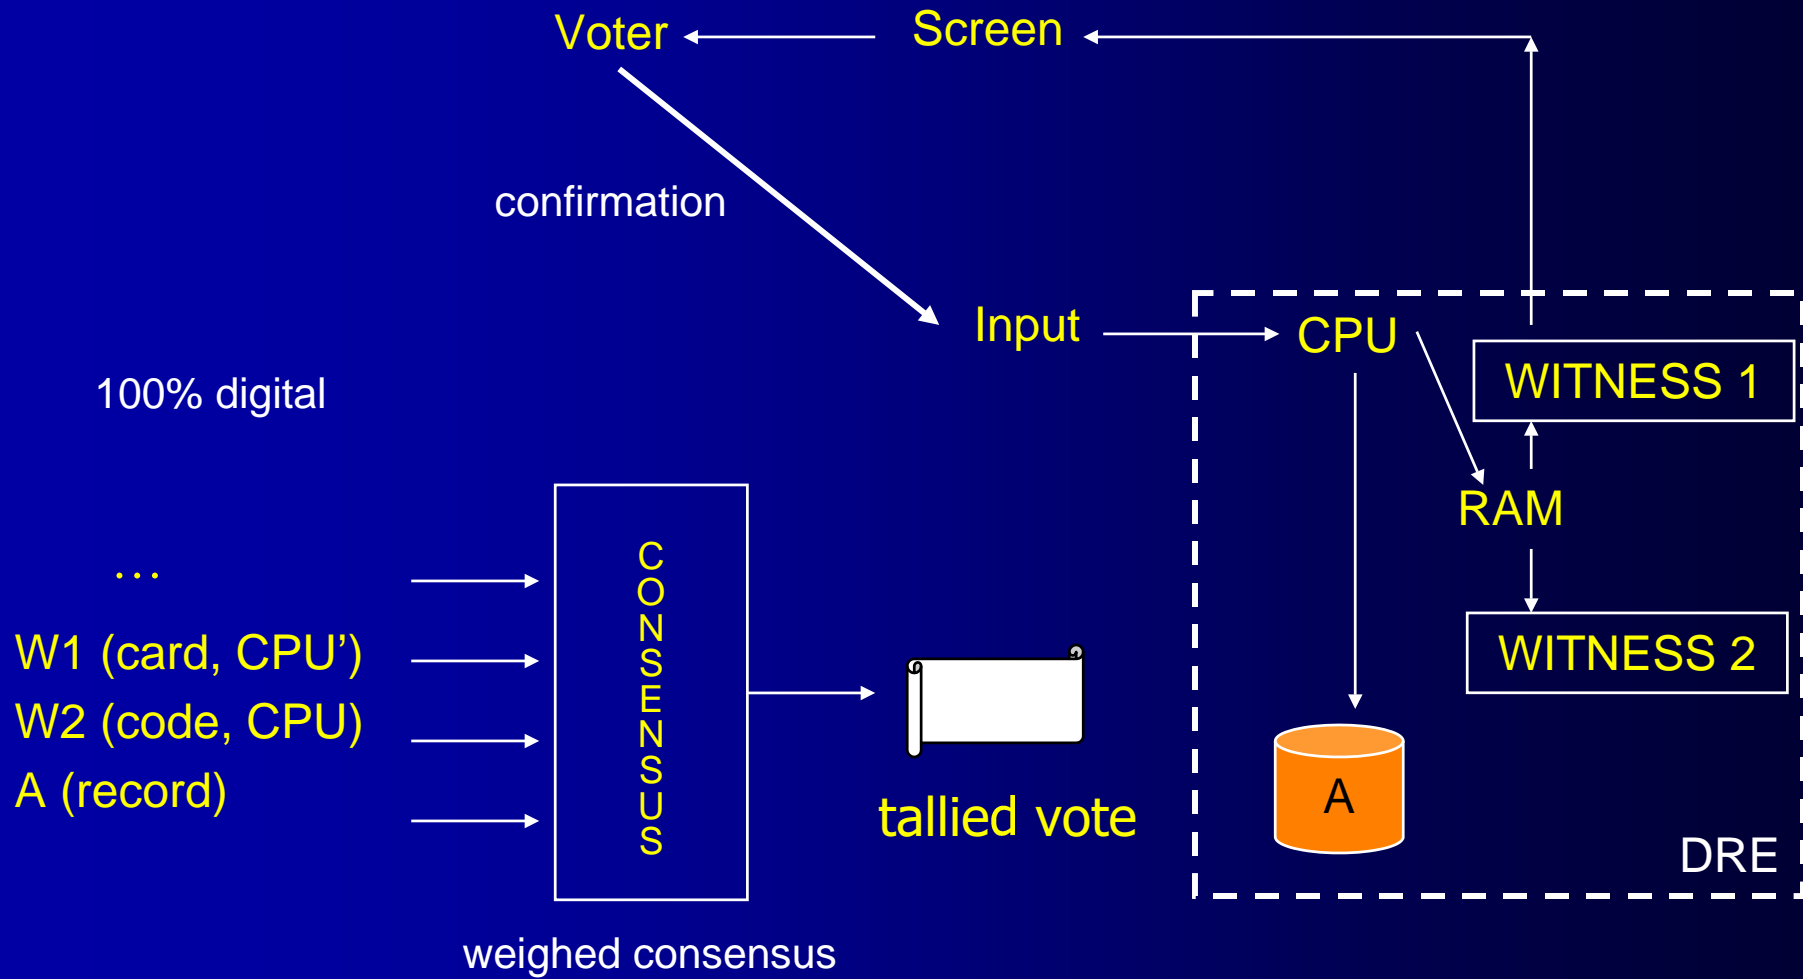 Voter
Screen
confirmation
Input
CPU
WITNESS 1
100% digital
RAM
…
W1 (card, CPU’)
W2 (code, CPU)
A (record)
CONSENSUS
WITNESS 2
A
tallied vote
DRE
weighed consensus